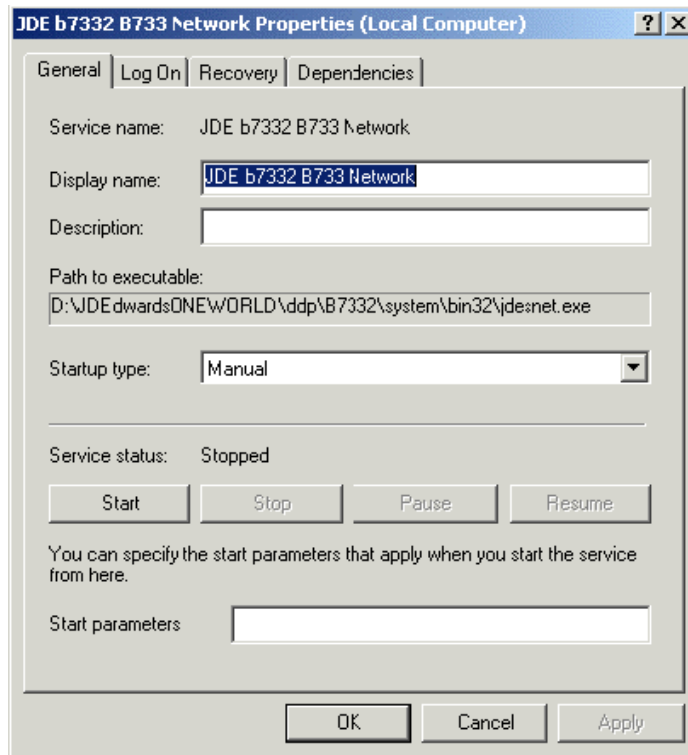 JDE b7332 B733 Network Properties (Local Computer)
General Log On Recovery Dependencies
Service name: JDE b7332 B733 Network
Display name: JDE b7332 B733 Network
Description:
Path to executable:
D:\JDEdwardsONEWORLD\ddp\B7332\system\bin32\jdesnet.exe
Startup type: Manual
Service status: Stopped
Start Stop Pause Resume
You can specify the start parameters that apply when you start the service
from here.
Start parameters
OK Cancel Apply